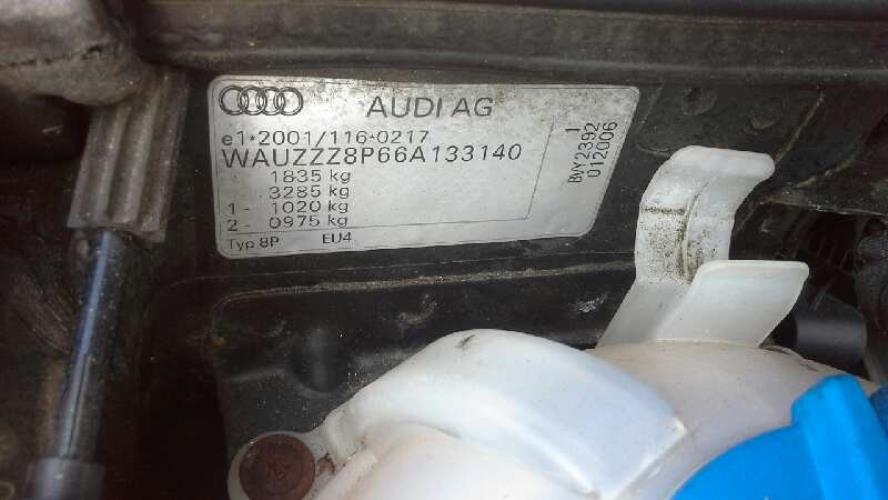 AUDI AG
e1*2001/116*0217
WAUZZZ8P66A133140
1835 kg
3285 kg
1- 1020 kg
2- 0975 kg
Typ 8P EU4
1
BVY2392
012006